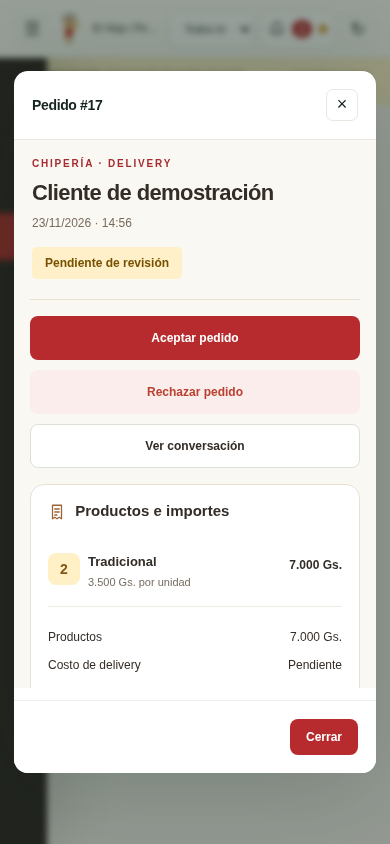 Pedido #17
×
CHIPERÍA · DELIVERY
Cliente de demostración
23/11/2026 · 14:56
Pendiente de revisión
Aceptar pedido
Rechazar pedido
Ver conversación
Productos e importes
2 Tradicional 7.000 Gs.
3.500 Gs. por unidad
Productos 7.000 Gs.
Costo de delivery Pendiente
Cerrar